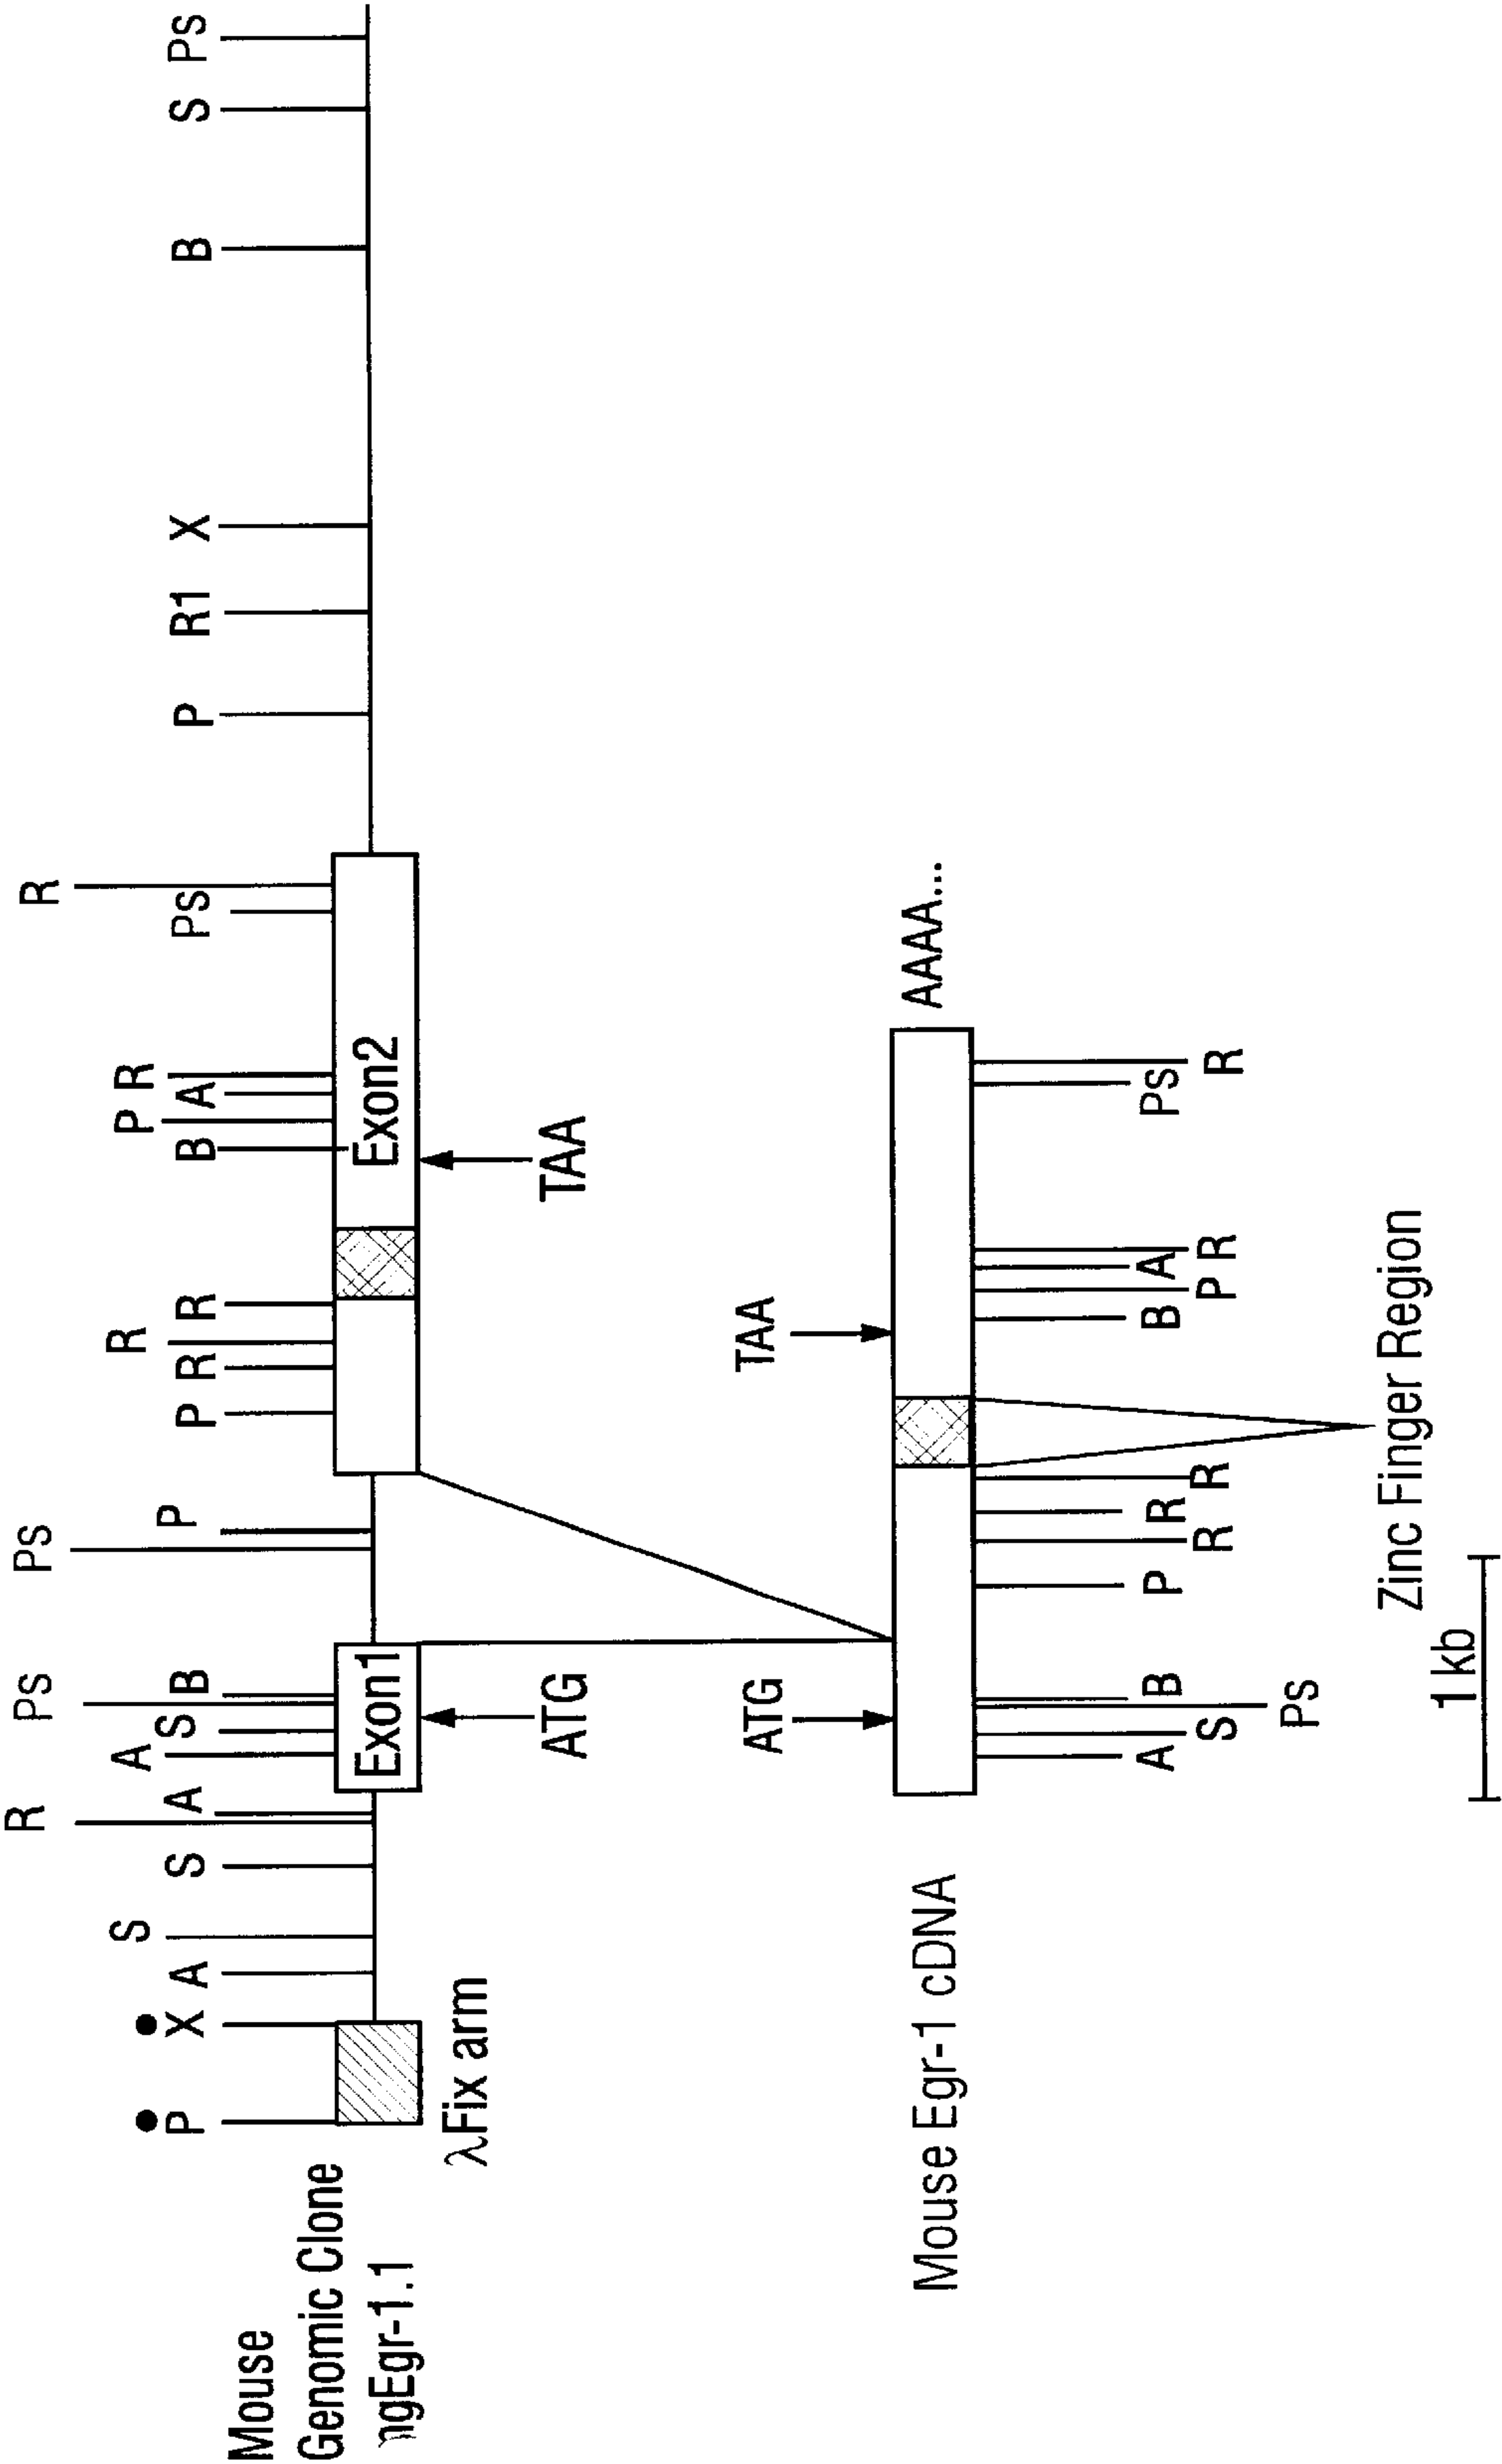 R Ps Ps R
• • S A R P R
P X A S A S B P P R R B A Ps P R1 X B S Ps
Mouse
Genomic Clone
mgEgr-1.1
Exon1
Exon2
λFix arm
ATG
TAA
ATG
TAA
Mouse Egr-1 cDNA
AAAA...
A B P R B A Ps
S R R P R R
Ps
Zinc Finger Region
1 kb